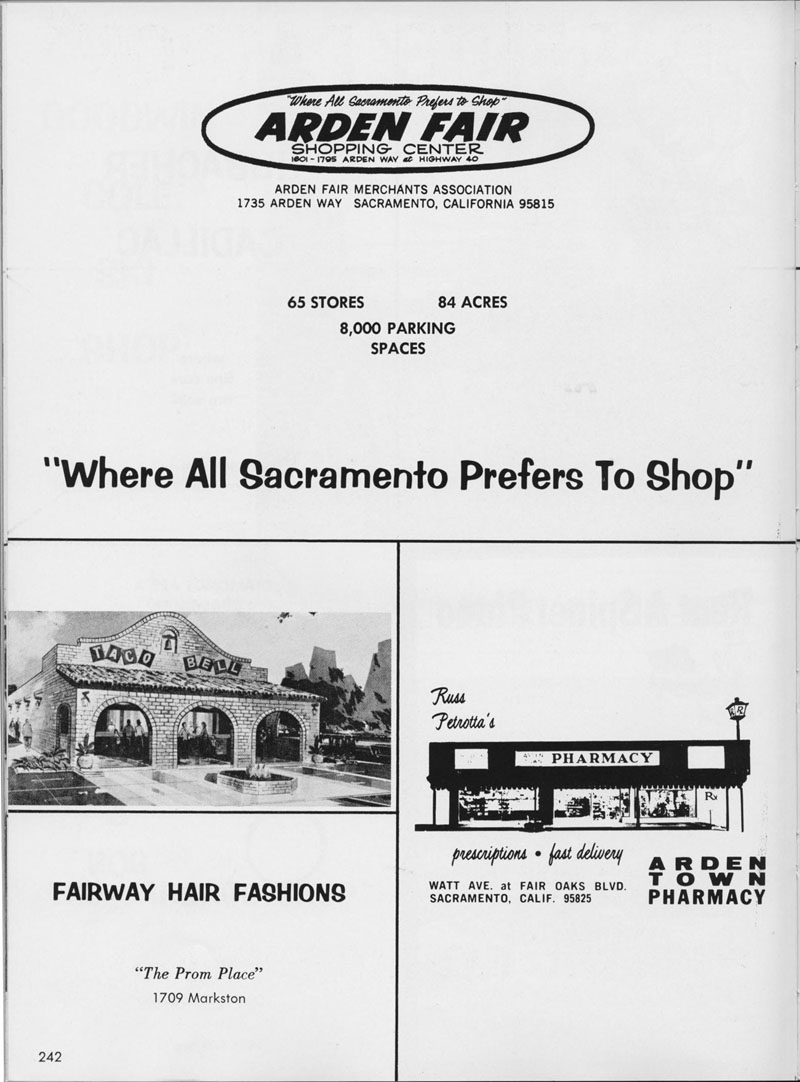 "Where All Sacramento Prefers to Shop"
ARDEN FAIR
SHOPPING CENTER
1601-1795 ARDEN WAY at HIGHWAY 40
ARDEN FAIR MERCHANTS ASSOCIATION
1735 ARDEN WAY SACRAMENTO, CALIFORNIA 95815
65 STORES 84 ACRES
8,000 PARKING
SPACES
"Where All Sacramento Prefers To Shop"
TACO BELL
FAIRWAY HAIR FASHIONS
"The Prom Place"
1709 Markston
Russ
Petrotta's
PHARMACY
Rx
prescriptions • fast delivery
WATT AVE. at FAIR OAKS BLVD.
SACRAMENTO, CALIF. 95825
ARDEN
TOWN
PHARMACY
242